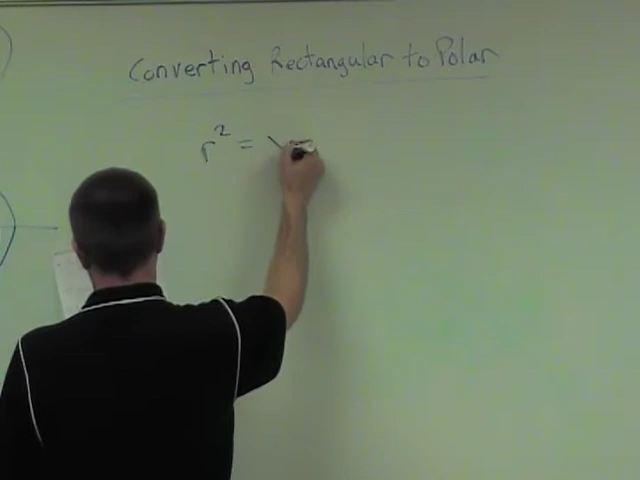 Converting Rectangular to Polar
r² =